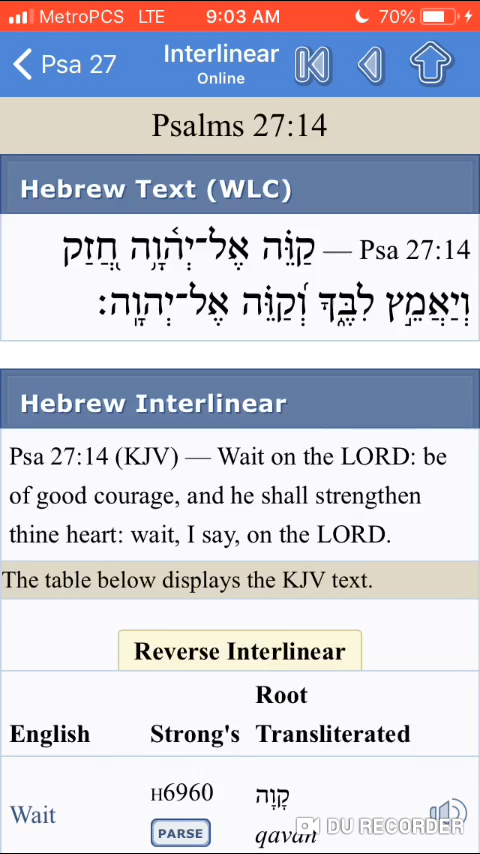 MetroPCS LTE 9:03 AM 70%
Psa 27 Interlinear
Online
Psalms 27:14
Hebrew Text (WLC)
Psa 27:14 — קַוֵּ֗ה אֶל־יְה֫וָ֥ה חֲ֭זַק
וְיַאֲמֵ֣ץ לִבֶּ֑ךָ וְ֝קַוֵּ֗ה אֶל־יְהוָֽה׃
Hebrew Interlinear
Psa 27:14 (KJV) — Wait on the LORD: be
of good courage, and he shall strengthen
thine heart: wait, I say, on the LORD.
The table below displays the KJV text.
Reverse Interlinear
English Strong's Root
Transliterated
Wait H6960 קָוָה
PARSE qavah
DU RECORDER